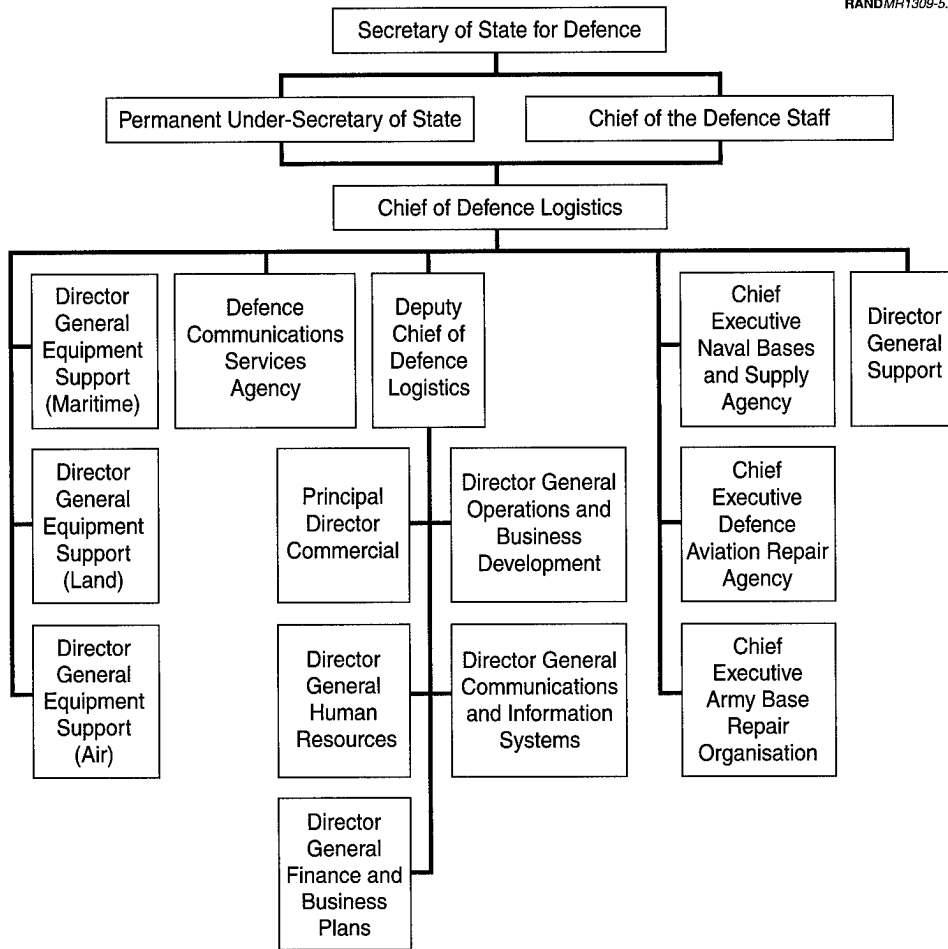 RANDMR1309-5.
Secretary of State for Defence
Permanent Under-Secretary of State
Chief of the Defence Staff
Chief of Defence Logistics
Director
General
Equipment
Support
(Maritime)
Defence
Communications
Services
Agency
Deputy
Chief of
Defence
Logistics
Chief
Executive
Naval Bases
and Supply
Agency
Director
General
Support
Director
General
Equipment
Support
(Land)
Principal
Director
Commercial
Director General
Operations and
Business
Development
Chief
Executive
Defence
Aviation Repair
Agency
Director
General
Equipment
Support
(Air)
Director
General
Human
Resources
Director General
Communications
and Information
Systems
Chief
Executive
Army Base
Repair
Organisation
Director
General
Finance and
Business
Plans